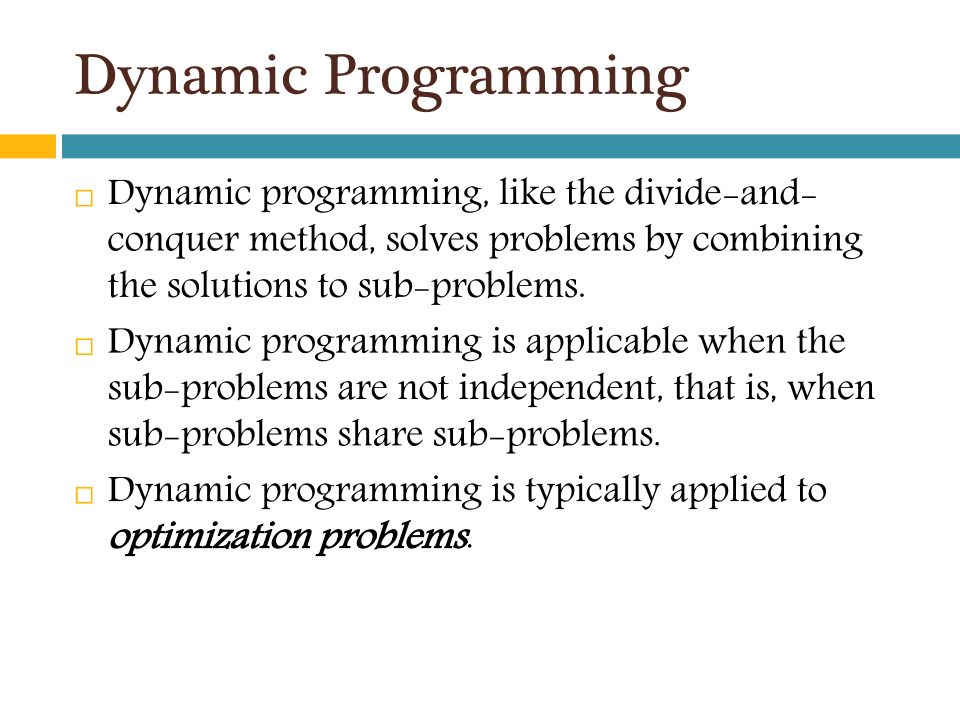 Dynamic Programming
Dynamic programming, like the divide-and-
conquer method, solves problems by combining
the solutions to sub-problems.
Dynamic programming is applicable when the
sub-problems are not independent, that is, when
sub-problems share sub-problems.
Dynamic programming is typically applied to
optimization problems.